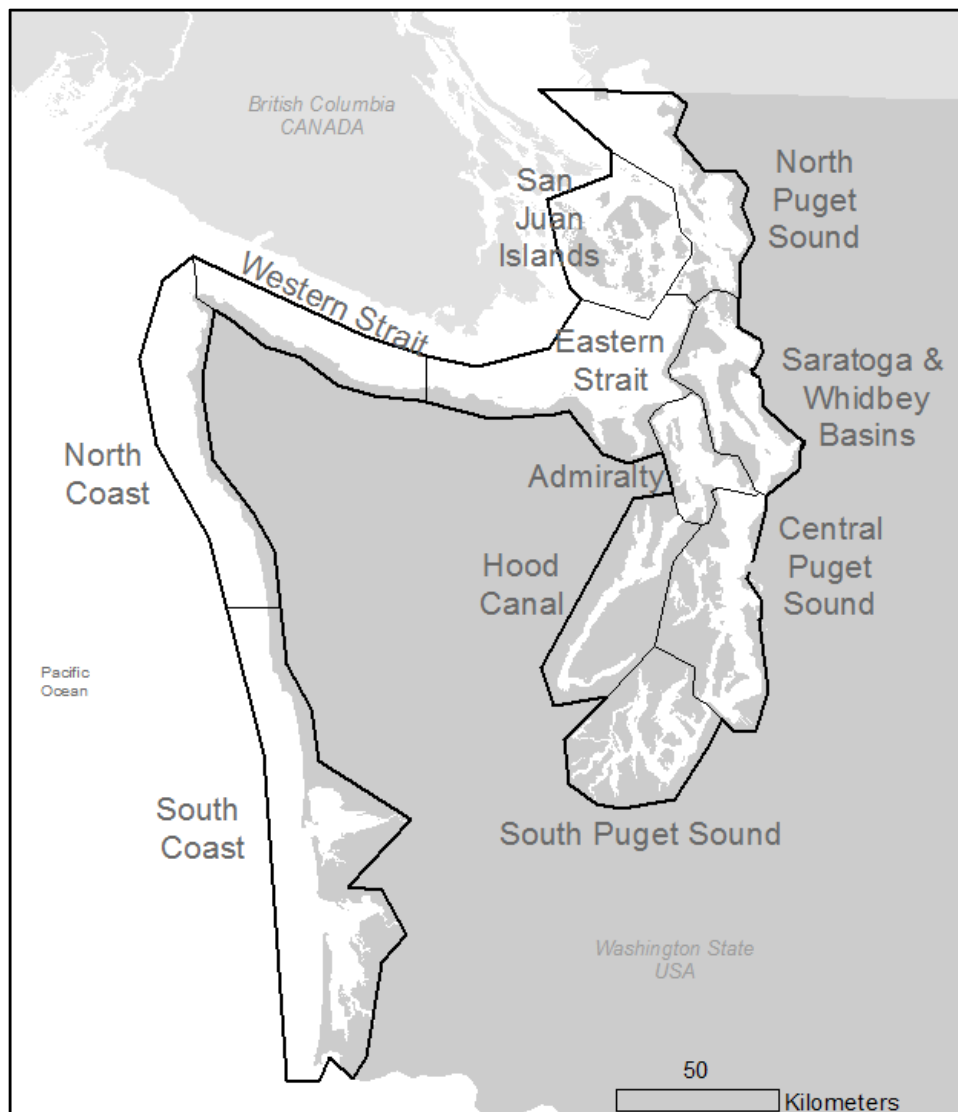 British Columbia
CANADA
North
Puget
Sound
San
Juan
Islands
Western Strait
Eastern
Strait
Saratoga &
Whidbey
Basins
North
Coast
Admiralty
Hood
Canal
Central
Puget
Sound
Pacific
Ocean
South
Coast
South Puget Sound
Washington State
USA
50
Kilometers